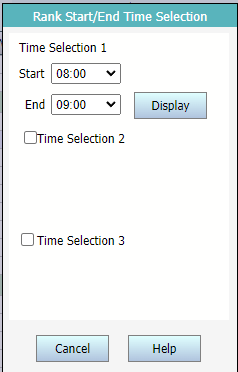 Rank Start/End Time Selection
Time Selection 1
Start 08:00
End 09:00 Display
Time Selection 2
Time Selection 3
Cancel Help